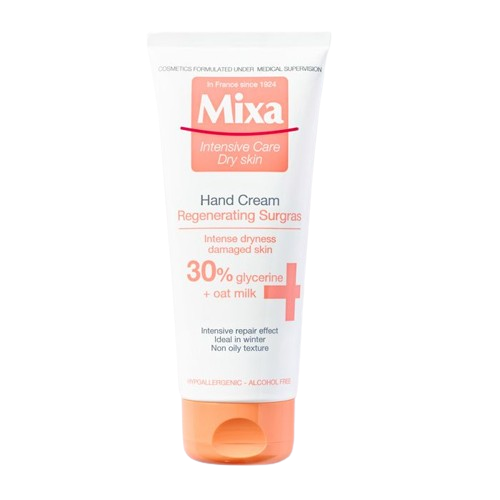 COSMETICS FORMULATED UNDER MEDICAL SUPERVISION
In France since 1924
Mixa
Intensive Care
Dry skin
Hand Cream
Regenerating Surgras
Intense dryness
damaged skin
30% glycerine
+ oat milk
Intensive repair effect
Ideal in winter
Non oily texture
HYPOALLERGENIC - ALCOHOL FREE